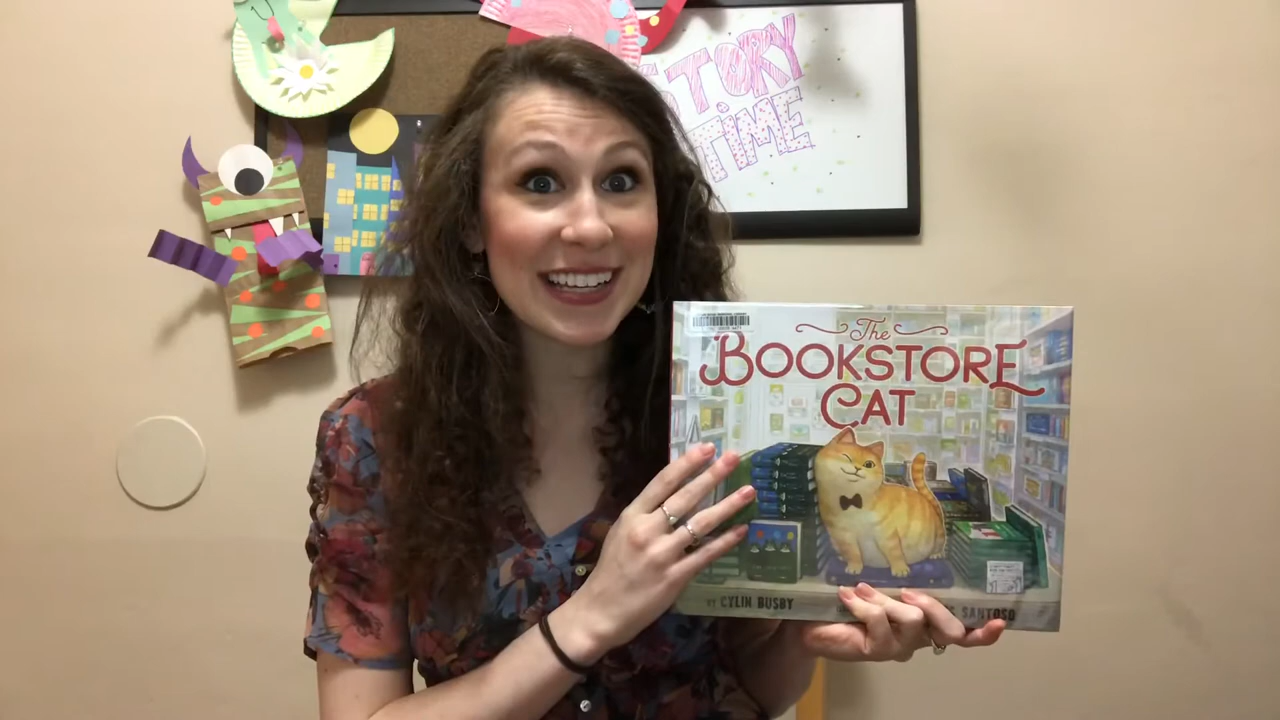 STORY
TIME
The
BOOKSTORE
CAT
BY CYLIN BUSBY
SANTOSO